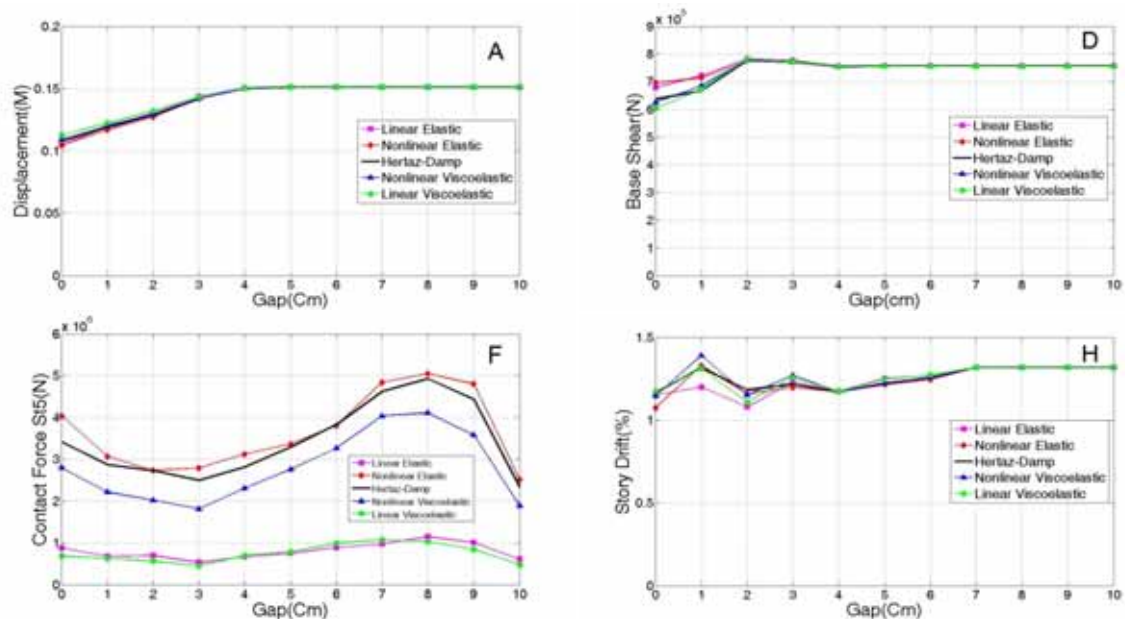 A
Displacement(M)
0.2
0.15
0.1
0.05
0
0 1 2 3 4 5 6 7 8 9 10
Gap(Cm)
Linear Elastic
Nonlinear Elastic
Hertaz-Damp
Nonlinear Viscoelastic
Linear Viscoelastic
D
Base Shear(N)
9
8
7
6
5
4
3
2
1
0
0 1 2 3 4 5 6 7 8 9 10
Gap(cm)
Linear Elastic
Nonlinear Elastic
Hertaz-Damp
Nonlinear Viscoelastic
Linear Viscoelastic
F
Contact Force St5(N)
6
5
4
3
2
1
0
0 1 2 3 4 5 6 7 8 9 10
Gap(Cm)
Linear Elastic
Nonlinear Elastic
Hertaz-Damp
Nonlinear Viscoelastic
Linear Viscoelastic
H
Story Drift(%)
1.5
1
0.5
0
0 1 2 3 4 5 6 7 8 9 10
Gap(Cm)
Linear Elastic
Nonlinear Elastic
Hertaz-Damp
Nonlinear Viscoelastic
Linear Viscoelastic